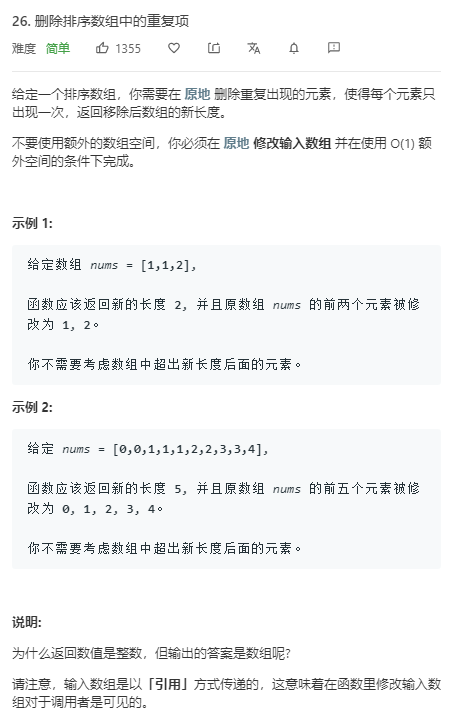 26. 删除排序数组中的重复项
难度 简单 1355
给定一个排序数组，你需要在 原地 删除重复出现的元素，使得每个元素只
出现一次，返回移除后数组的新长度。
不要使用额外的数组空间，你必须在 原地 修改输入数组 并在使用 O(1) 额
外空间的条件下完成。
示例 1:
给定数组 nums = [1,1,2],
函数应该返回新的长度 2, 并且原数组 nums 的前两个元素被修
改为 1, 2。
你不需要考虑数组中超出新长度后面的元素。
示例 2:
给定 nums = [0,0,1,1,1,2,2,3,3,4],
函数应该返回新的长度 5, 并且原数组 nums 的前五个元素被修
改为 0, 1, 2, 3, 4。
你不需要考虑数组中超出新长度后面的元素。
说明:
为什么返回数值是整数，但输出的答案是数组呢?
请注意，输入数组是以「引用」方式传递的，这意味着在函数里修改输入数
组对于调用者是可见的。